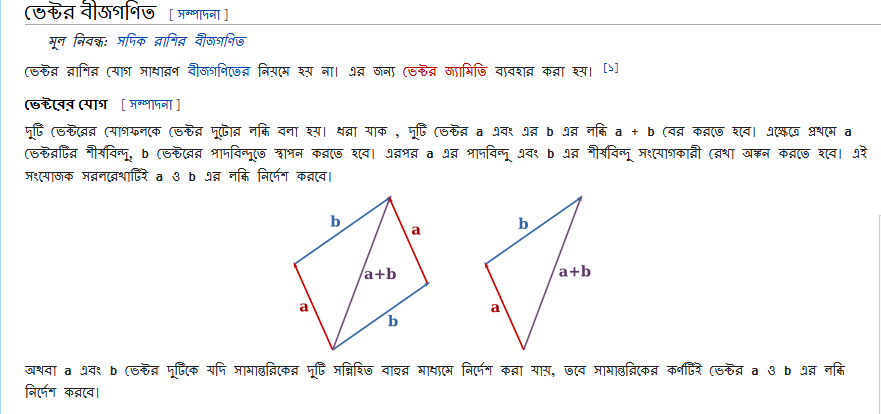 ভেক্টর বীজগণিত [ সম্পাদনা ]
মূল নিবন্ধ: সদিক রাশির বীজগণিত
ভেক্টর রাশির যোগ সাধারণ বীজগণিতের নিয়মে হয় না। এর জন্য ভেক্টর জ্যামিতি ব্যবহার করা হয়। [১]
ভেক্টরের যোগ [ সম্পাদনা ]
দুটি ভেক্টরের যোগফলকে ভেক্টর দুটোর লব্ধি বলা হয়। ধরা যাক , দুটি ভেক্টর a এবং এর b এর লব্ধি a + b বের করতে হবে। এক্ষেত্রে প্রথমে a
ভেক্টরটির শীর্ষবিন্দু, b ভেক্টরের পাদবিন্দুতে স্থাপন করতে হবে। এরপর a এর পাদবিন্দু এবং b এর শীর্ষবিন্দু সংযোগকারী রেখা অঙ্কন করতে হবে। এই
সংযোজক সরলরেখাটিই a ও b এর লব্ধি নির্দেশ করবে।
b
a
a+b
a
b
b
a+b
a
অথবা a এবং b ভেক্টর দুটিকে যদি সামান্তরিকের দুটি সন্নিহিত বাহুর মাধ্যমে নির্দেশ করা যায়, তবে সামান্তরিকের কর্ণটিই ভেক্টর a ও b এর লব্ধি
নির্দেশ করবে।